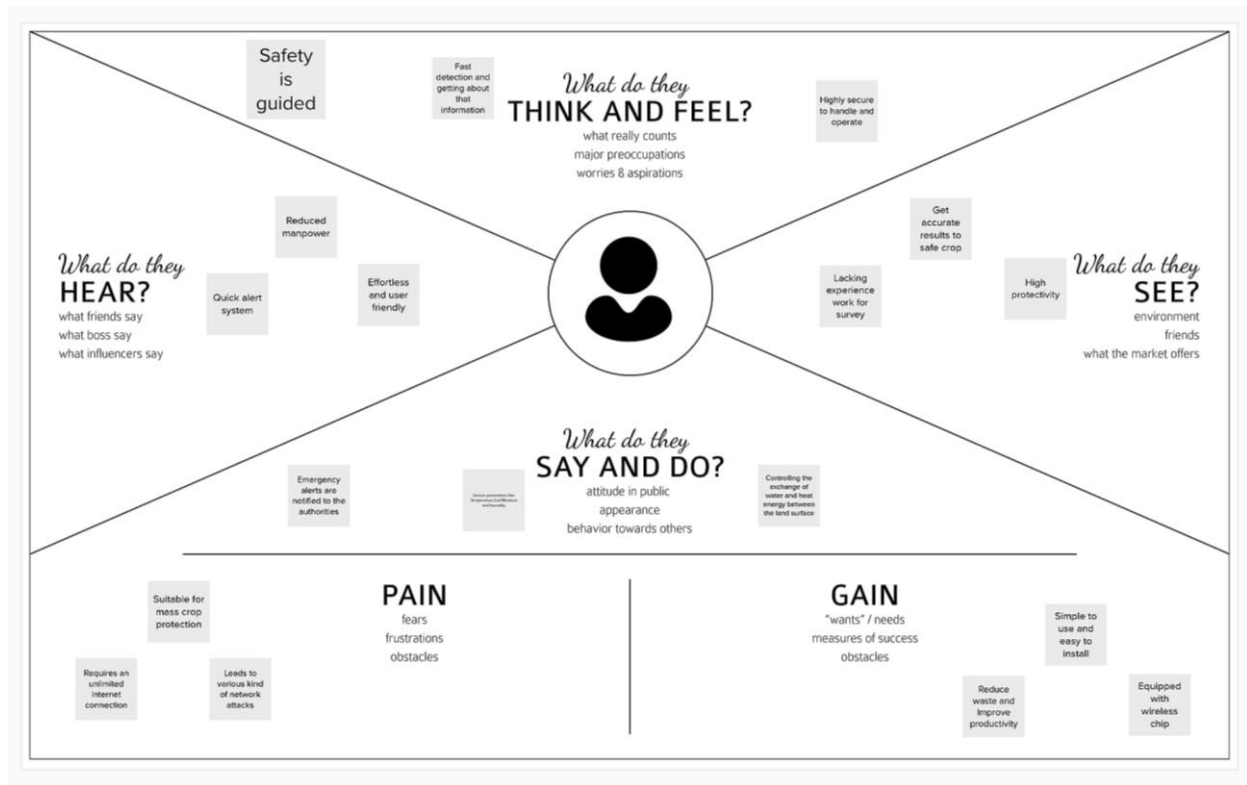 Safety
is
guided
Fast
detection and
getting about
that
information
What do they
THINK AND FEEL?
what really counts
major preoccupations
worries & aspirations
Highly secure
to handle and
operate
What do they
HEAR?
what friends say
what boss say
what influencers say
Reduced
manpower
Quick alert
system
Effortless
and user
friendly
Get
accurate
results to
safe crop
Lacking
experience
work for
survey
High
protectivity
What do they
SEE?
environment
friends
what the market offers
What do they
SAY AND DO?
attitude in public
appearance
behavior towards others
Emergency
alerts are
notified to the
authorities
parameters like
and humidity
Controlling the
exchange of
water and heat
energy between
the land surface
PAIN
fears
frustrations
obstacles
Suitable for
mass crop
protection
Requires an
unlimited
internet
connection
Leads to
various kind
of network
attacks
GAIN
"wants" / needs
measures of success
obstacles
Simple to
use and
easy to
install
Reduce
waste and
Improve
productivity
Equipped
with
wireless
chip